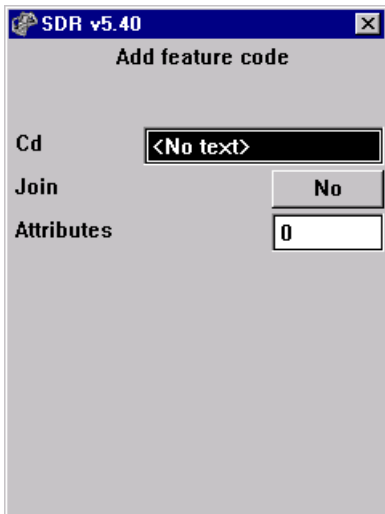 SDR v5.40
Add feature code
Cd <No text>
Join No
Attributes 0